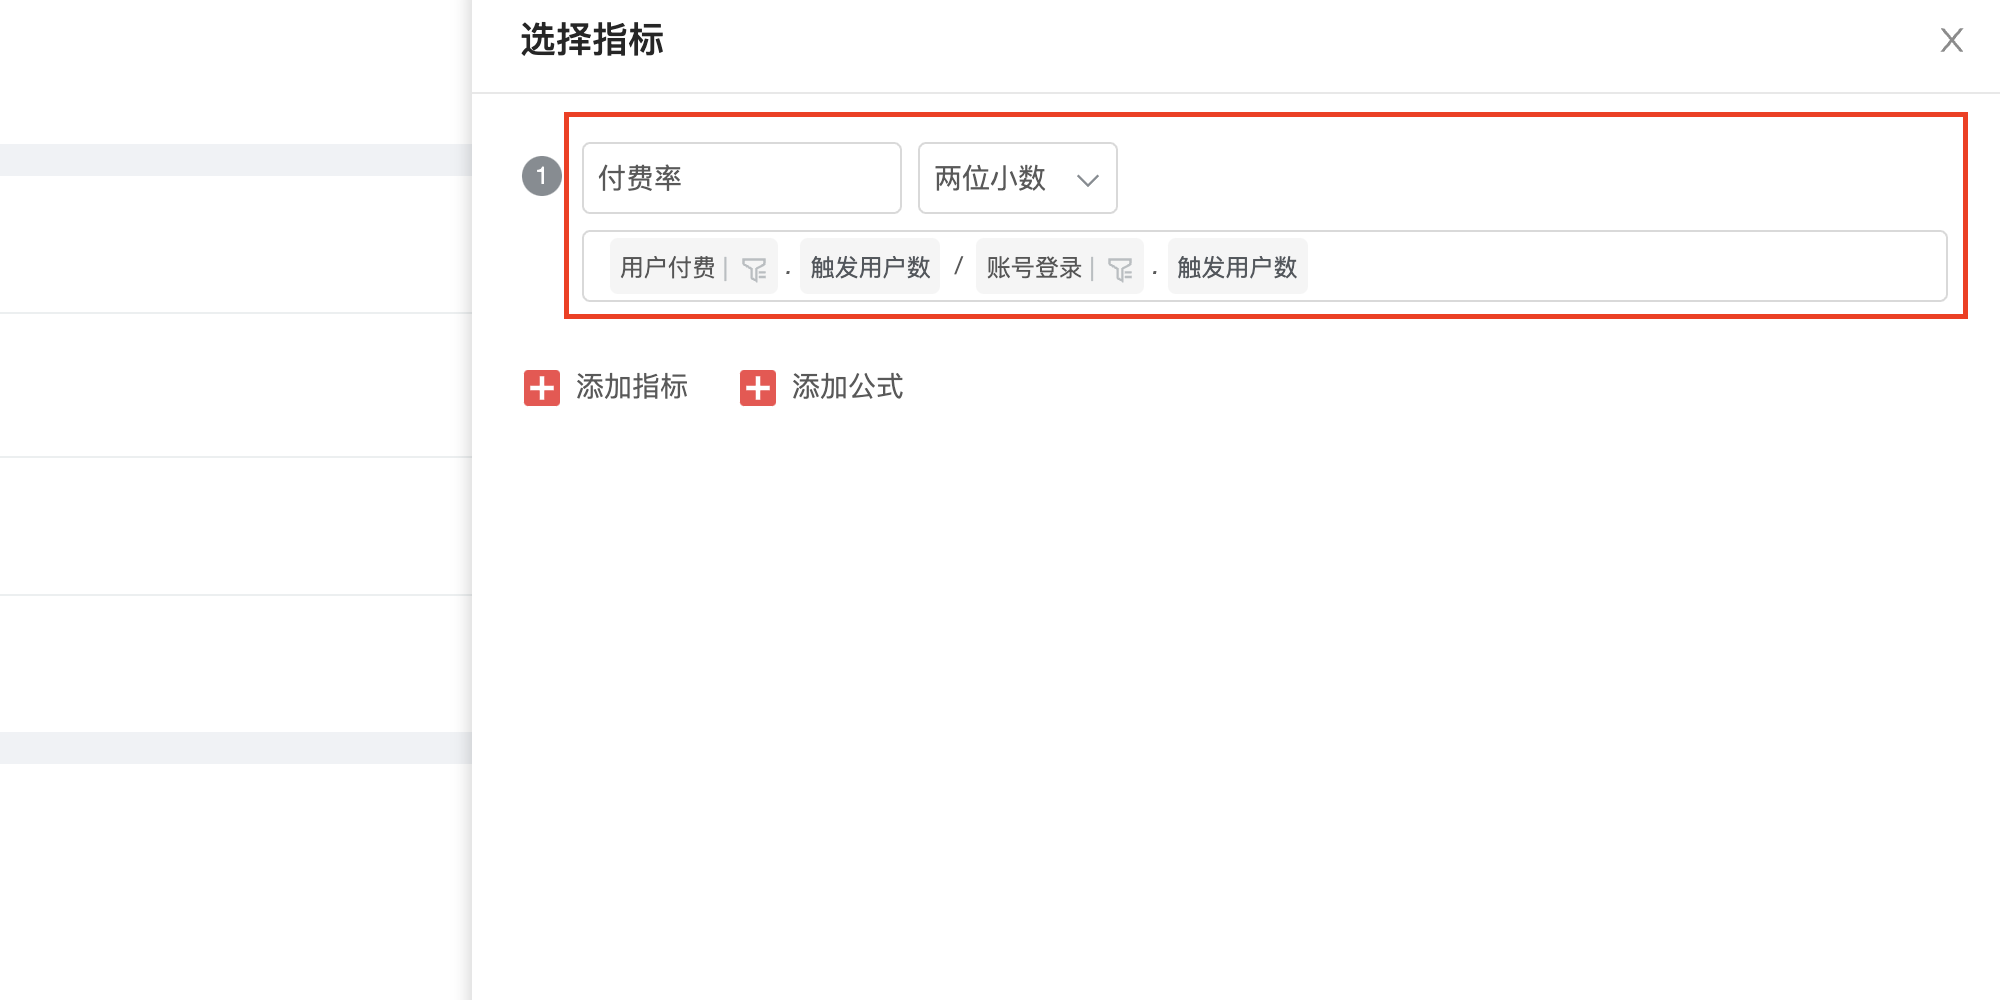 选择指标
1
付费率 两位小数
用户付费 | . 触发用户数 / 账号登录 | . 触发用户数
添加指标 添加公式